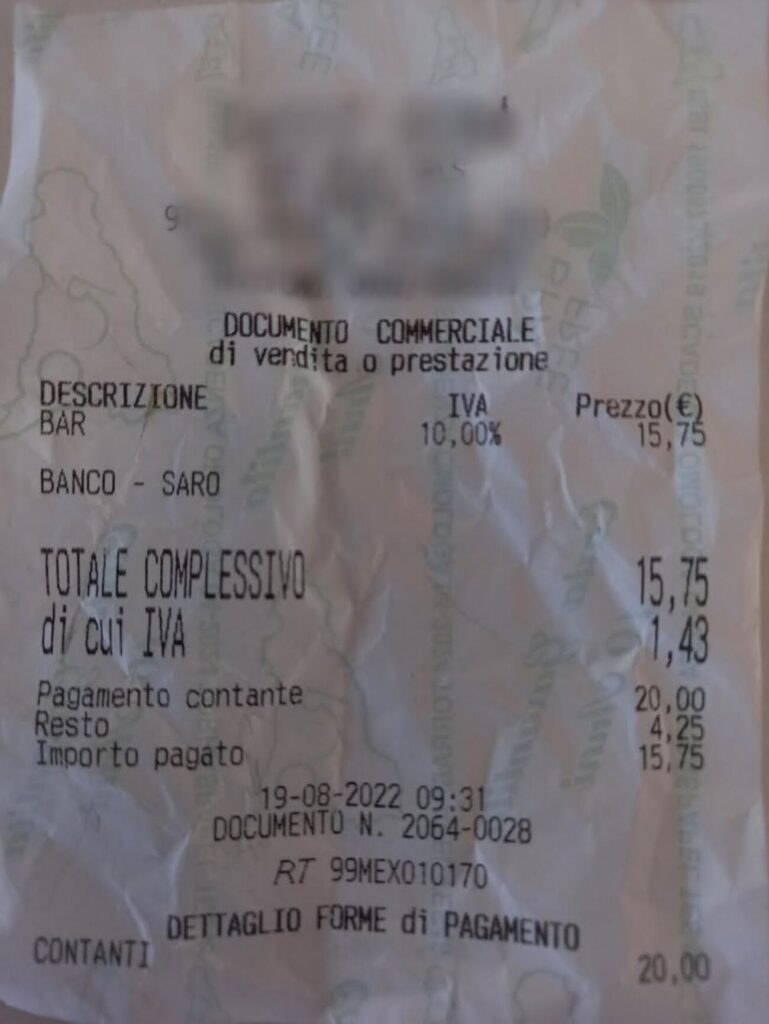 DOCUMENTO COMMERCIALE
di vendita o prestazione
DESCRIZIONE IVA Prezzo(€)
BAR 10,00% 15,75
BANCO - SARO
TOTALE COMPLESSIVO 15,75
di cui IVA 1,43
Pagamento contante 20,00
Resto 4,25
Importo pagato 15,75
19-08-2022 09:31
DOCUMENTO N. 2064-0028
RT 99MEX010170
DETTAGLIO FORME di PAGAMENTO
CONTANTI 20,00